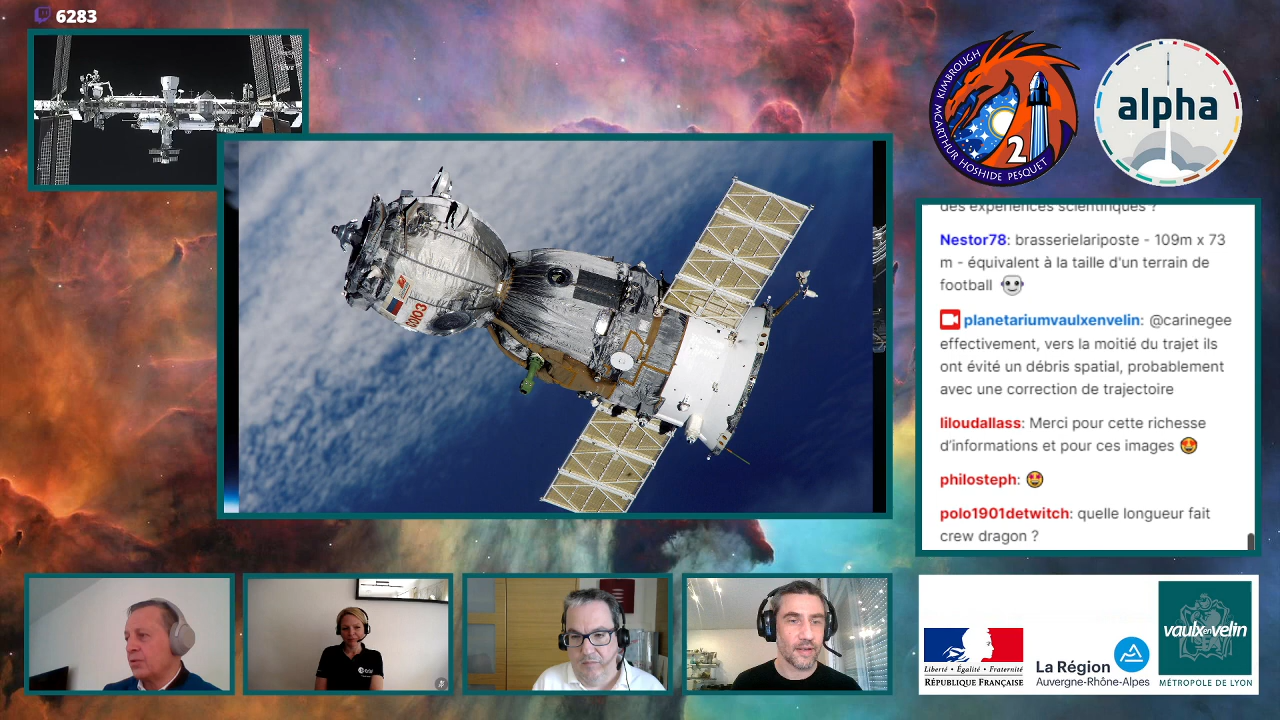 6283
KIMBROUGH
MCARTHUR HOSHIDE PESQUET
2
alpha
des expériences scientifiques ?
Nestor78: brasserielariposte - 109m x 73
m - équivalent à la taille d'un terrain de
football
planetariumvaulxenvelin: @carinegee
effectivement, vers la moitié du trajet ils
ont évité un débris spatial, probablement
avec une correction de trajectoire
liloudallass: Merci pour cette richesse
d'informations et pour ces images
philosteph:
polo1901detwitch: quelle longueur fait
crew dragon ?
Liberté • Égalité • Fraternité
RÉPUBLIQUE FRANÇAISE
La Région
Auvergne-Rhône-Alpes
vaulx en velin
MÉTROPOLE DE LYON